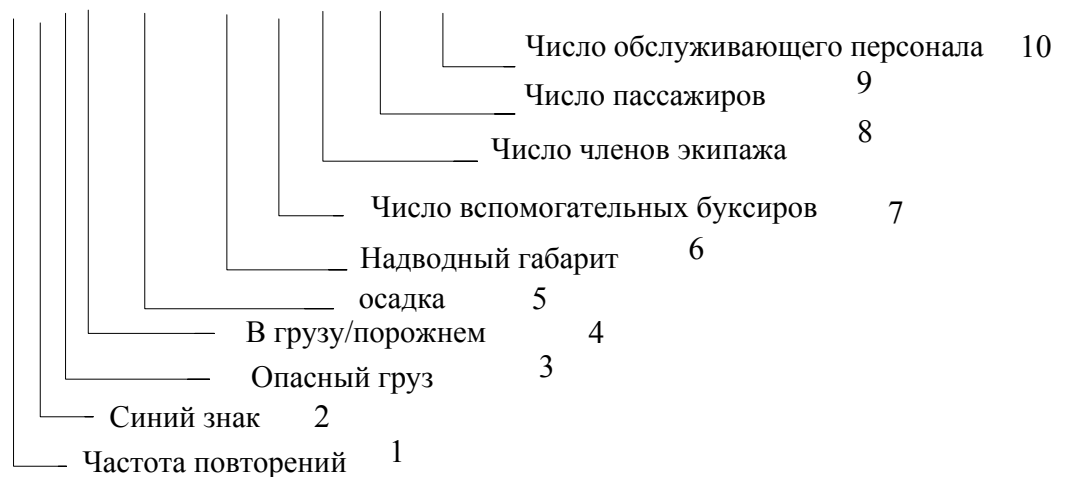 Число обслуживающего персонала 10
Число пассажиров 9
Число членов экипажа 8
Число вспомогательных буксиров 7
Надводный габарит 6
осадка 5
В грузу/порожнем 4
Опасный груз 3
Синий знак 2
Частота повторений 1